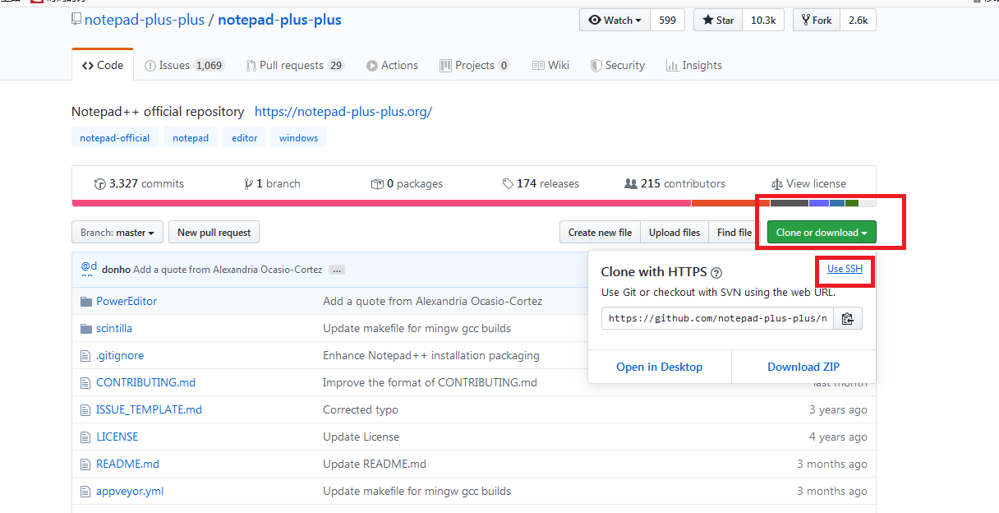 notepad-plus-plus / notepad-plus-plus
Watch 599 Star 10.3k Fork 2.6k
Code Issues 1,069 Pull requests 29 Actions Projects 0 Wiki Security Insights
Notepad++ official repository https://notepad-plus-plus.org/
notepad-official notepad editor windows
3,327 commits 1 branch 0 packages 174 releases 215 contributors View license
Branch: master New pull request Create new file Upload files Find file Clone or download
donho Add a quote from Alexandria Ocasio-Cortez ...
Clone with HTTPS Use SSH
Use Git or checkout with SVN using the web URL.
https://github.com/notepad-plus-plus/n
Open in Desktop Download ZIP
PowerEditor Add a quote from Alexandria Ocasio-Cortez
scintilla Update makefile for mingw gcc builds
.gitignore Enhance Notepad++ installation packaging
CONTRIBUTING.md Improve the format of CONTRIBUTING.md last month
ISSUE_TEMPLATE.md Corrected typo 3 years ago
LICENSE Update License 4 years ago
README.md Update README.md 3 months ago
appveyor.yml Update makefile for mingw gcc builds 3 months ago